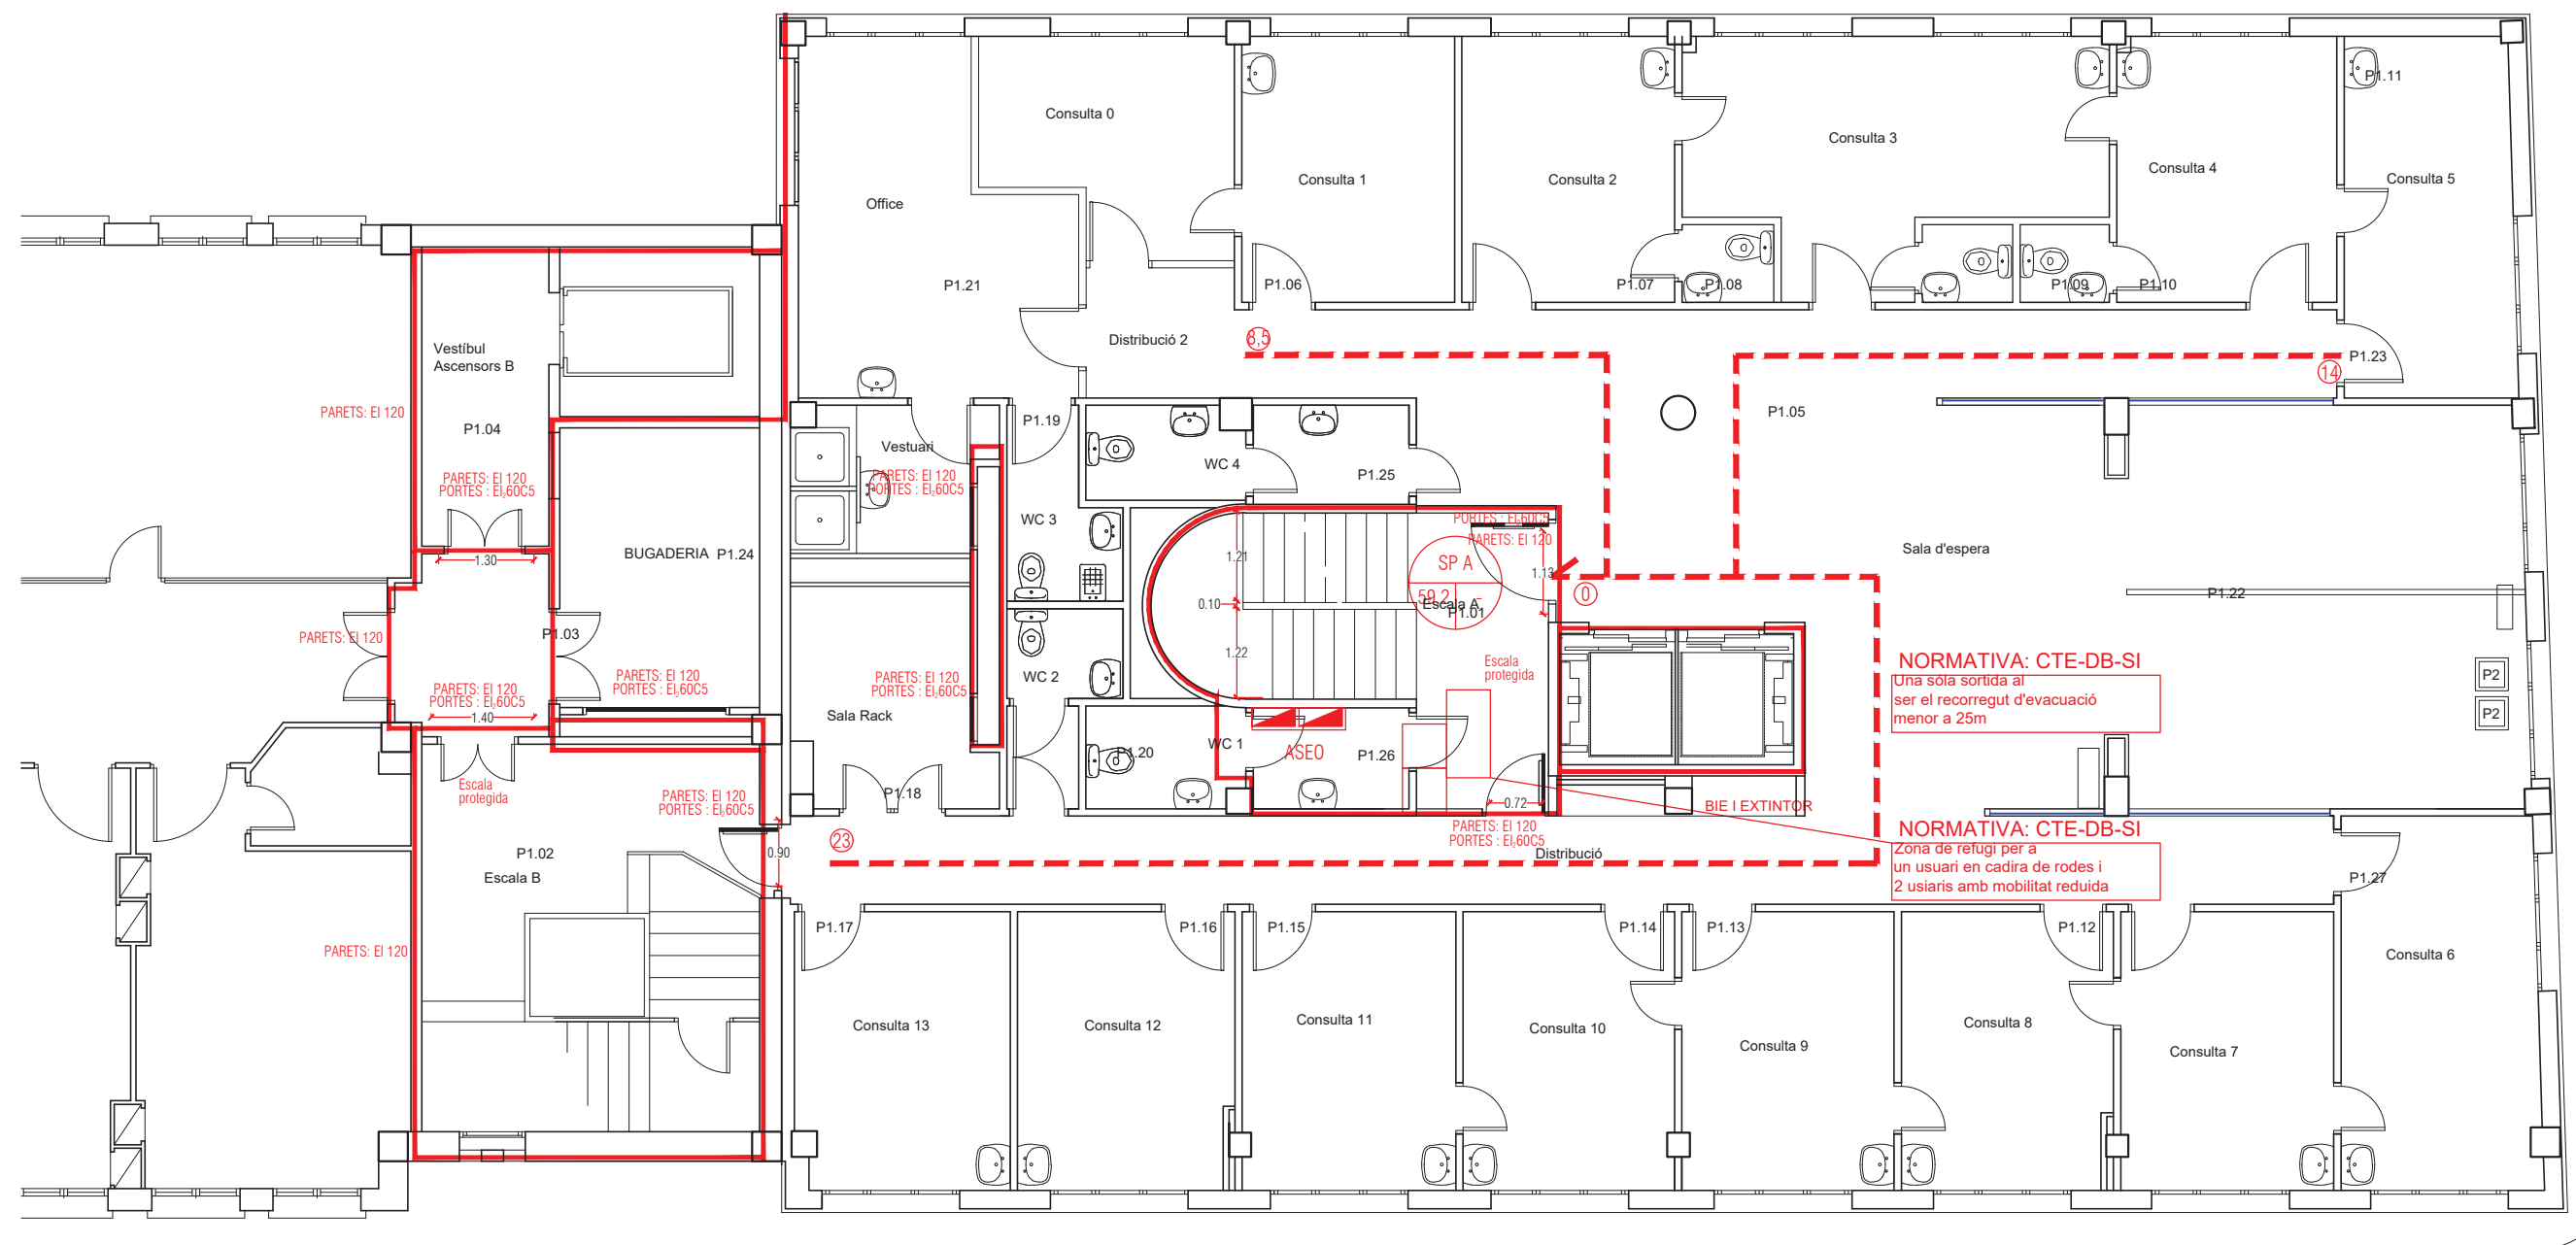 Consulta 0
Consulta 1
Consulta 2
Consulta 3
Consulta 4
Consulta 5
P1.11
Office
P1.21
P1.06
P1.07
P1.08
P1.09
P1.10
Distribució 2
8,5
P1.23
14
P1.05
Vestíbul
Ascensors B
P1.04
PARETS: EI 120
PARETS: EI 120
PORTES : EI₂60C5
Vestuari
PARETS: EI 120
PORTES : EI₂60C5
P1.19
WC 4
P1.25
WC 3
PORTES : EI₂60C5
PARETS: EI 120
SP A
59,2
Escala A
P1.01
1.21
0.10
1.22
1.13
0
Sala d'espera
P1.22
1.30
BUGADERIA P1.24
P1.03
PARETS: EI 120
PARETS: EI 120
PORTES : EI₂60C5
PARETS: EI 120
PORTES : EI₂60C5
1.40
PARETS: EI 120
PORTES : EI₂60C5
WC 2
Sala Rack
Escala
protegida
NORMATIVA: CTE-DB-SI
Una sóla sortida al
ser el recorregut d'evacuació
menor a 25m
P2
P2
WC 1
P1.20
ASEO
P1.26
P1.18
Escala
protegida
PARETS: EI 120
PORTES : EI₂60C5
0.72
BIE I EXTINTOR
PARETS: EI 120
PORTES : EI₂60C5
Distribució
NORMATIVA: CTE-DB-SI
Zona de refugi per a
un usuari en cadira de rodes i
2 usiaris amb mobilitat reduida
23
0.90
P1.02
Escala B
P1.27
PARETS: EI 120
P1.17
P1.16
P1.15
P1.14
P1.13
P1.12
Consulta 13
Consulta 12
Consulta 11
Consulta 10
Consulta 9
Consulta 8
Consulta 7
Consulta 6